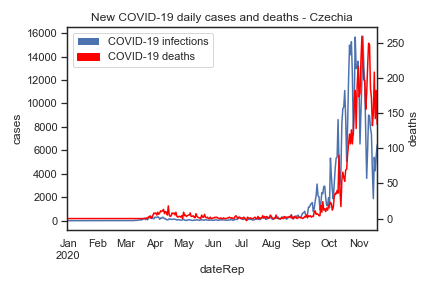 New COVID-19 daily cases and deaths - Czechia
COVID-19 infections
COVID-19 deaths
16000
14000
12000
10000
8000
6000
4000
2000
0
cases
250
200
150
100
50
0
deaths
Jan Feb Mar Apr May Jun Jul Aug Sep Oct Nov
2020
dateRep